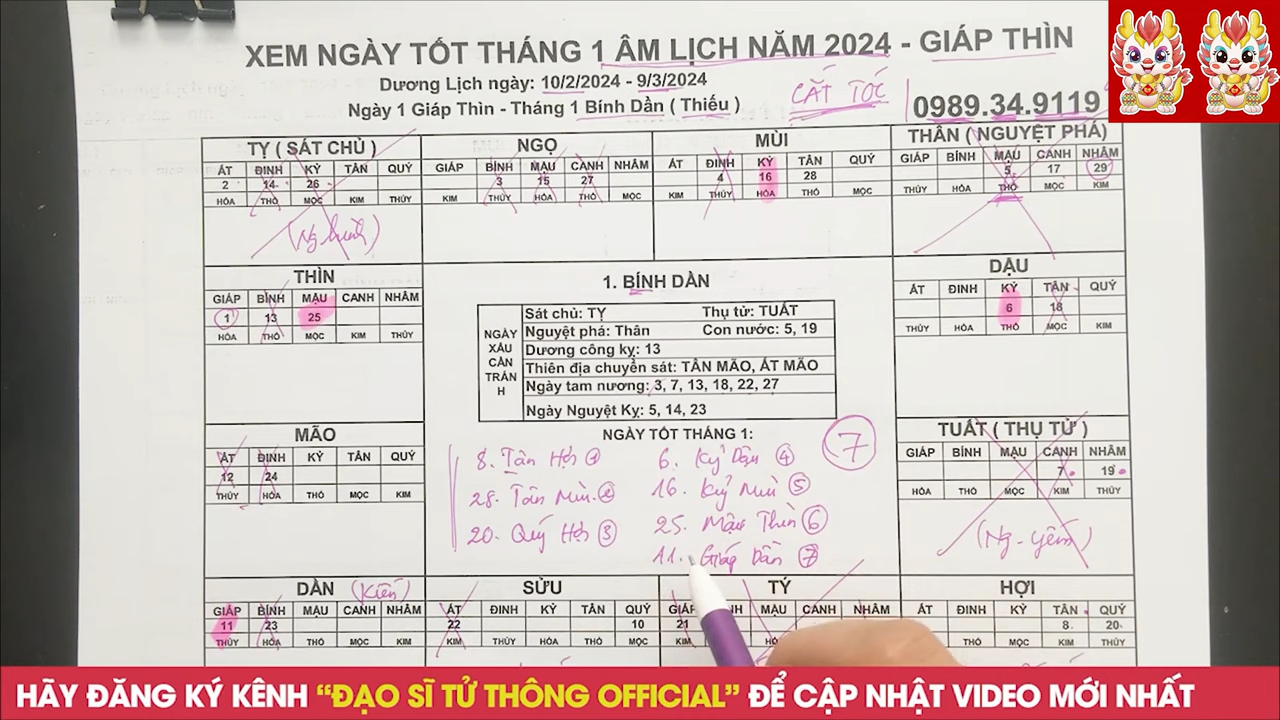 XEM NGÀY TỐT THÁNG 1 ÂM LỊCH NĂM 2024 - GIÁP THÌN
Dương Lịch ngày: 10/2/2024 - 9/3/2024
CẮT TÓC
0989.34.9119
Ngày 1 Giáp Thìn - Tháng 1 Bính Dần ( Thiếu )
TỴ ( SÁT CHỦ )
ẤT ĐINH KỶ TÂN QUÝ
2 14 26
HỎA THỔ MỘC KIM THỦY
NGỌ
GIÁP BÍNH MẬU CANH NHÂM
3 15 27
KIM THỦY HỎA THỔ MỘC
MÙI
ẤT ĐINH KỶ TÂN QUÝ
4 16 28
KIM THỦY HỎA THỔ MỘC
THÂN ( NGUYỆT PHÁ)
GIÁP BÍNH MẬU CANH NHÂM
5 17 29
THỦY HỎA THỔ MỘC KIM
THÌN
GIÁP BÍNH MẬU CANH NHÂM
1 13 25
HỎA THỔ MỘC KIM THỦY
1. BÍNH DẦN
NGÀY XẤU CẦN TRÁNH
Sát chủ: TỴ Thụ tử: TUẤT
Nguyệt phá: Thân Con nước: 5, 19
Dương công kỵ: 13
Thiên địa chuyển sát: TÂN MÃO, ẤT MÃO
Ngày tam nương: 3, 7, 13, 18, 22, 27
Ngày Nguyệt Kỵ: 5, 14, 23
DẬU
ẤT ĐINH KỶ TÂN QUÝ
6 18
THỦY HỎA THỔ MỘC KIM
MÃO
ẤT ĐINH KỶ TÂN QUÝ
12 24
THỦY HỎA THỔ MỘC KIM
NGÀY TỐT THÁNG 1:
7
8. Tân Hợi 1
28. Tân Mùi 2
20. Quý Hợi 3
6. Kỷ Dậu 4
16. Kỷ Mùi 5
25. Mậu Thìn 6
11. Giáp Dần 7
TUẤT ( THỤ TỬ )
GIÁP BÍNH MẬU CANH NHÂM
7 19
HỎA THỔ MỘC KIM THỦY
DẦN (Kiến)
GIÁP BÍNH MẬU CANH NHÂM
11 23
THỦY HỎA THỔ MỘC KIM
SỬU
ẤT ĐINH KỶ TÂN QUÝ
22 10
KIM THỦY HỎA THỔ MỘC
TÝ
GIÁP MẬU CANH NHÂM
21
KIM
HỢI
ẤT ĐINH KỶ TÂN QUÝ
8 20
HÃY ĐĂNG KÝ KÊNH “ĐẠO SĨ TỬ THÔNG OFFICIAL” ĐỂ CẬP NHẬT VIDEO MỚI NHẤT